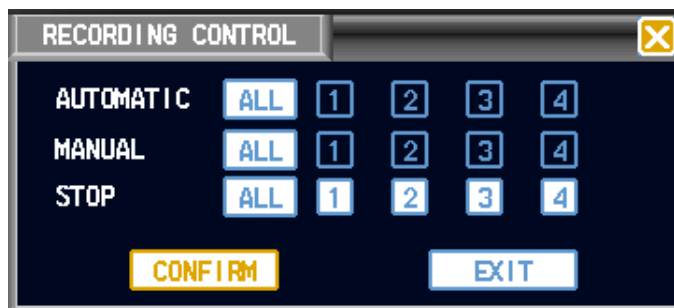 RECORDING CONTROL X
AUTOMATIC ALL 1 2 3 4
MANUAL ALL 1 2 3 4
STOP ALL 1 2 3 4
CONFIRM EXIT